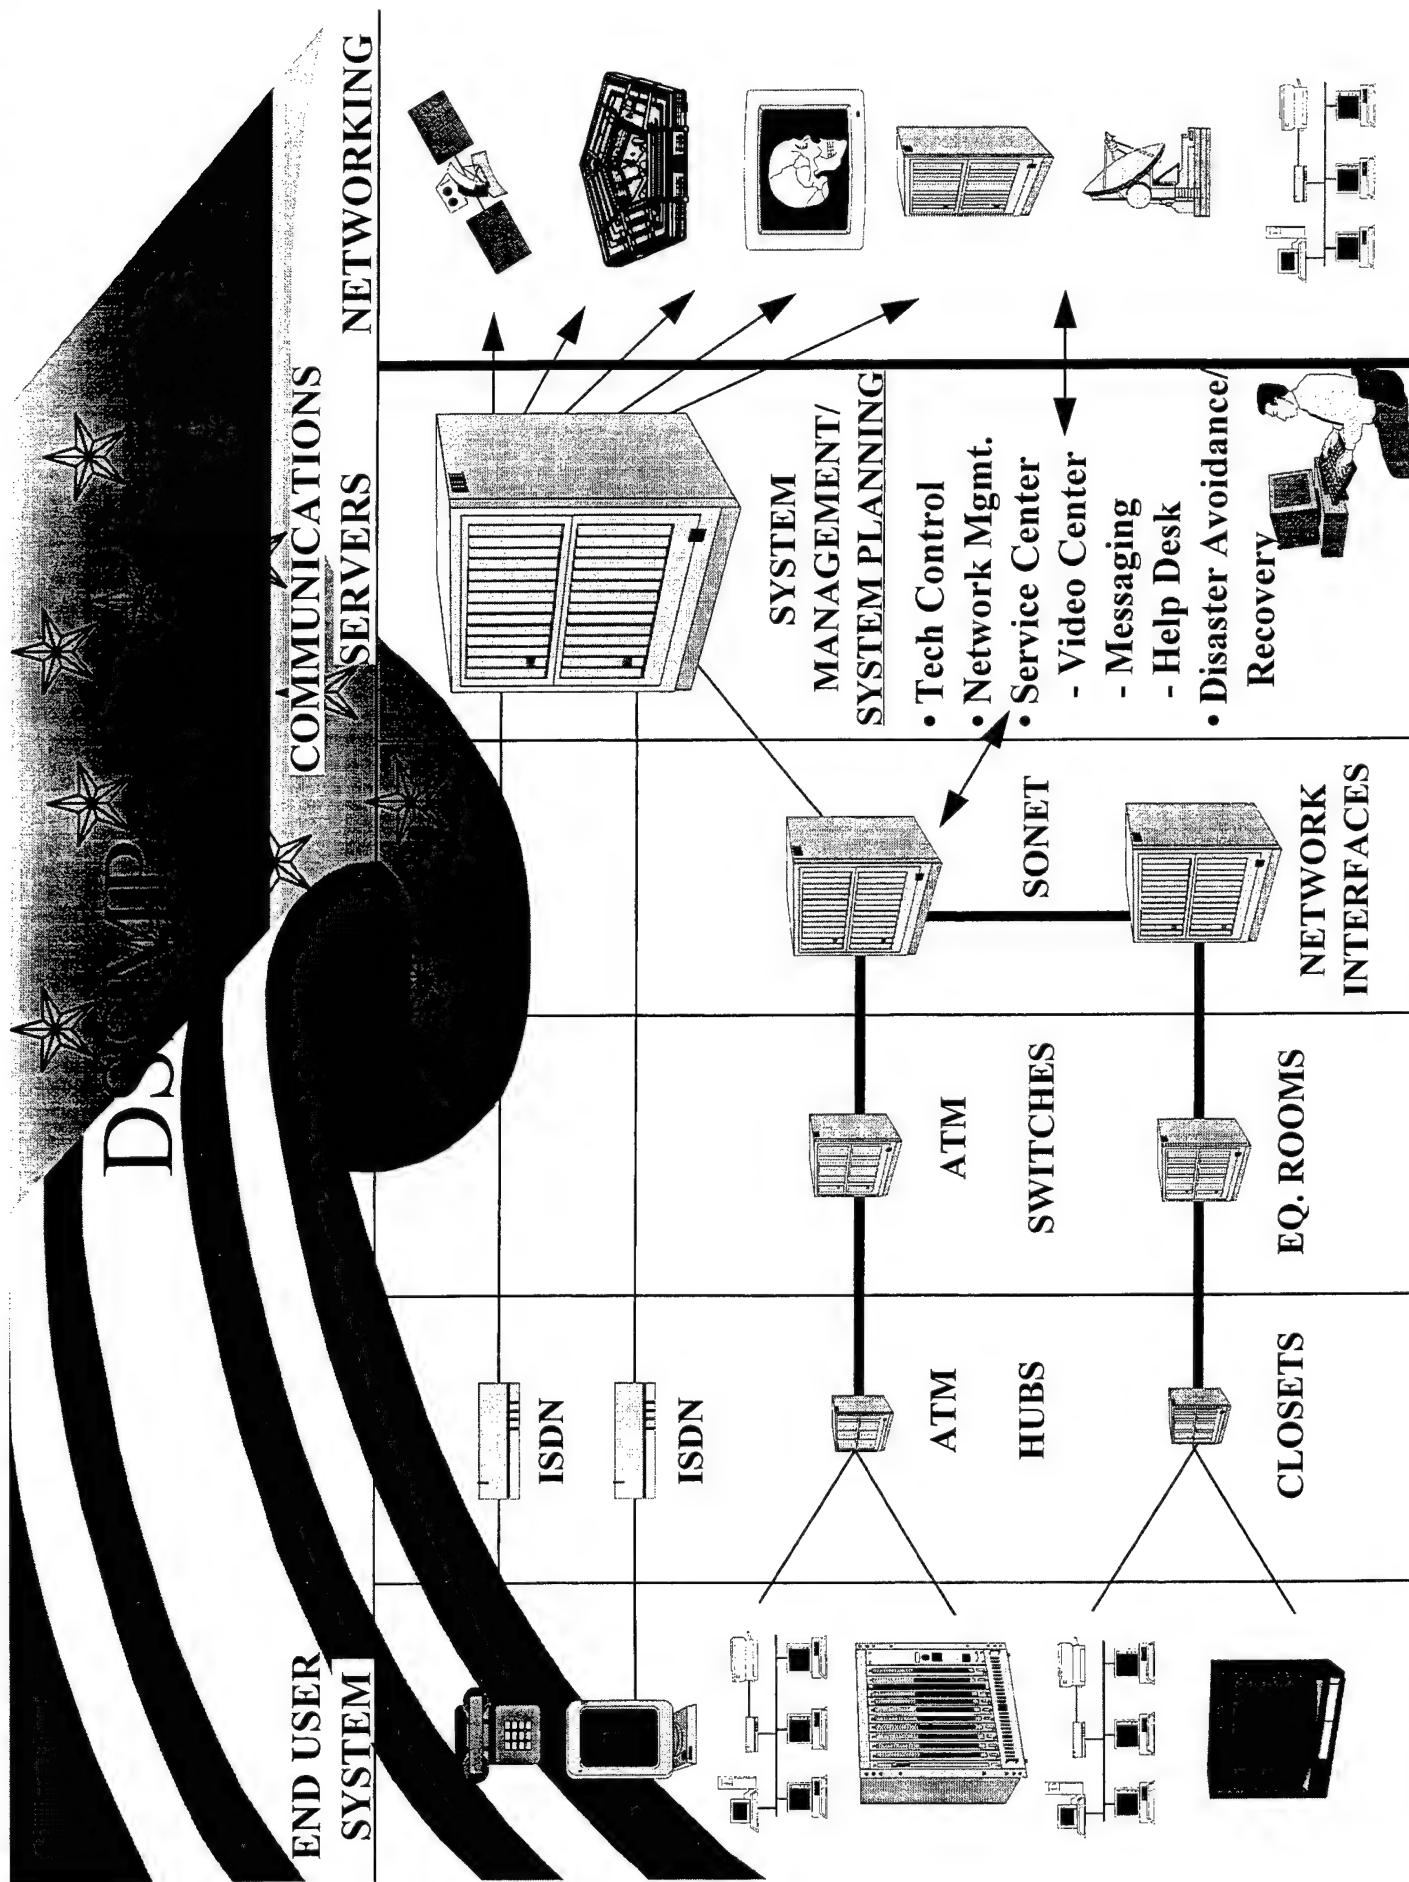 END USER
SYSTEM
COMMUNICATIONS
SERVERS
NETWORKING
ISDN
ISDN
ATM
HUBS
CLOSETS
ATM
SWITCHES
EQ. ROOMS
SONET
NETWORK
INTERFACES
SYSTEM
MANAGEMENT/
SYSTEM PLANNING
• Tech Control
• Network Mgmt.
• Service Center
- Video Center
- Messaging
- Help Desk
• Disaster Avoidance/
Recovery